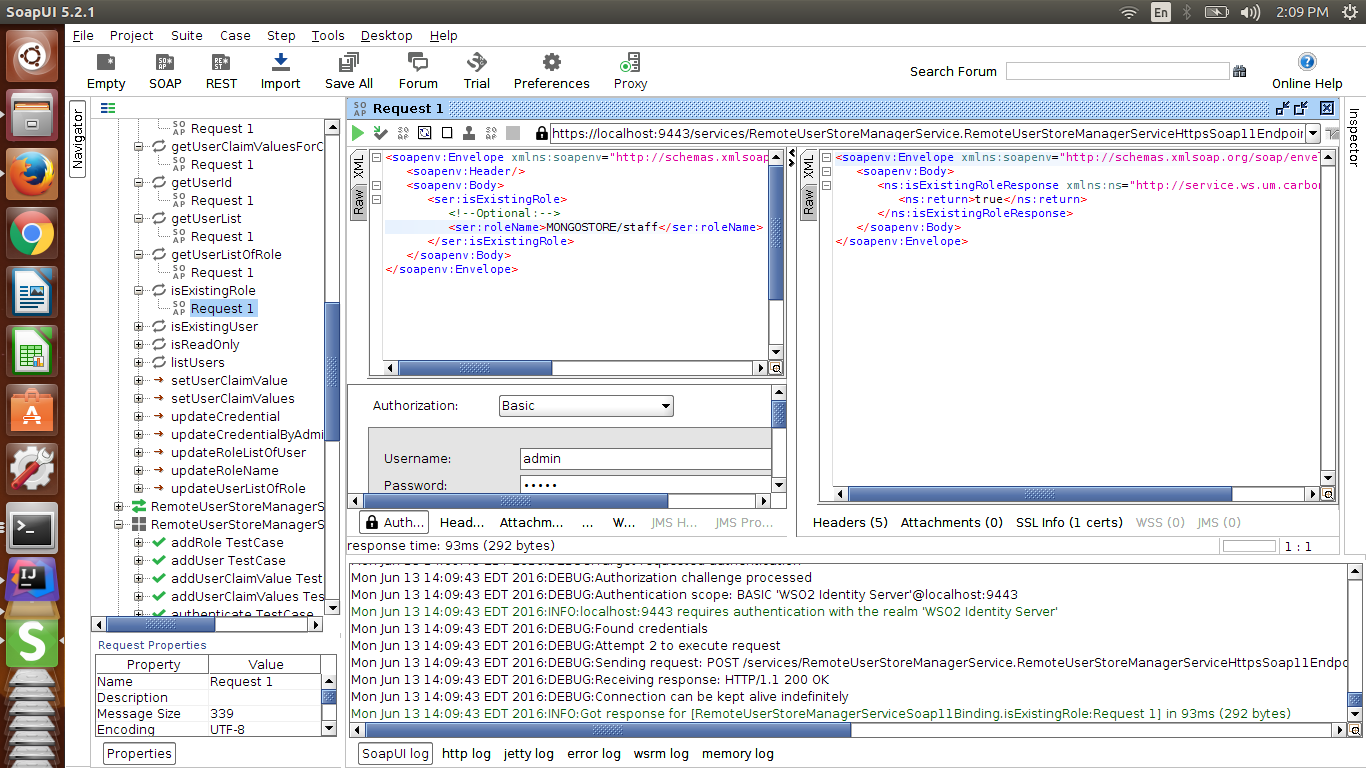 SoapUI 5.2.1
En
2:09 PM
File Project Suite Case Step Tools Desktop Help
Empty SOAP REST Import Save All Forum Trial Preferences Proxy
Search Forum
Online Help
Navigator
Request 1
getUserClaimValuesForC
Request 1
getUserId
Request 1
getUserList
Request 1
getUserListOfRole
Request 1
isExistingRole
Request 1
isExistingUser
isReadOnly
listUsers
setUserClaimValue
setUserClaimValues
updateCredential
updateCredentialByAdmi
updateRoleListOfUser
updateRoleName
updateUserListOfRole
RemoteUserStoreManagerS
RemoteUserStoreManagerS
addRole TestCase
addUser TestCase
addUserClaimValue Test
addUserClaimValues Tes
authenticate TestCase
Request Properties
Property Value
Name Request 1
Description
Message Size 339
Encoding UTF-8
Properties
SOAP Request 1
https://localhost:9443/services/RemoteUserStoreManagerService.RemoteUserStoreManagerServiceHttpsSoap11Endpoin
XML
Raw
<soapenv:Envelope xmlns:soapenv="http://schemas.xmlsoap
<soapenv:Header/>
<soapenv:Body>
<ser:isExistingRole>
<!--Optional:-->
<ser:roleName>MONGOSTORE/staff</ser:roleName>
</ser:isExistingRole>
</soapenv:Body>
</soapenv:Envelope>
Authorization: Basic
Username: admin
Password: •••••
Auth... Head... Attachm... ... W... JMS H... JMS Pro...
XML
Raw
<soapenv:Envelope xmlns:soapenv="http://schemas.xmlsoap.org/soap/enve
<soapenv:Body>
<ns:isExistingRoleResponse xmlns:ns="http://service.ws.um.carbo
<ns:return>true</ns:return>
</ns:isExistingRoleResponse>
</soapenv:Body>
</soapenv:Envelope>
Headers (5) Attachments (0) SSL Info (1 certs) WSS (0) JMS (0)
response time: 93ms (292 bytes)
1 : 1
Inspector
Mon Jun 13 14:09:43 EDT 2016:DEBUG:Target requested authentication
Mon Jun 13 14:09:43 EDT 2016:DEBUG:Authorization challenge processed
Mon Jun 13 14:09:43 EDT 2016:DEBUG:Authentication scope: BASIC 'WSO2 Identity Server'@localhost:9443
Mon Jun 13 14:09:43 EDT 2016:INFO:localhost:9443 requires authentication with the realm 'WSO2 Identity Server'
Mon Jun 13 14:09:43 EDT 2016:DEBUG:Found credentials
Mon Jun 13 14:09:43 EDT 2016:DEBUG:Attempt 2 to execute request
Mon Jun 13 14:09:43 EDT 2016:DEBUG:Sending request: POST /services/RemoteUserStoreManagerService.RemoteUserStoreManagerServiceHttpsSoap11Endpo
Mon Jun 13 14:09:43 EDT 2016:DEBUG:Receiving response: HTTP/1.1 200 OK
Mon Jun 13 14:09:43 EDT 2016:DEBUG:Connection can be kept alive indefinitely
Mon Jun 13 14:09:43 EDT 2016:INFO:Got response for [RemoteUserStoreManagerServiceSoap11Binding.isExistingRole:Request 1] in 93ms (292 bytes)
SoapUI log http log jetty log error log wsrm log memory log